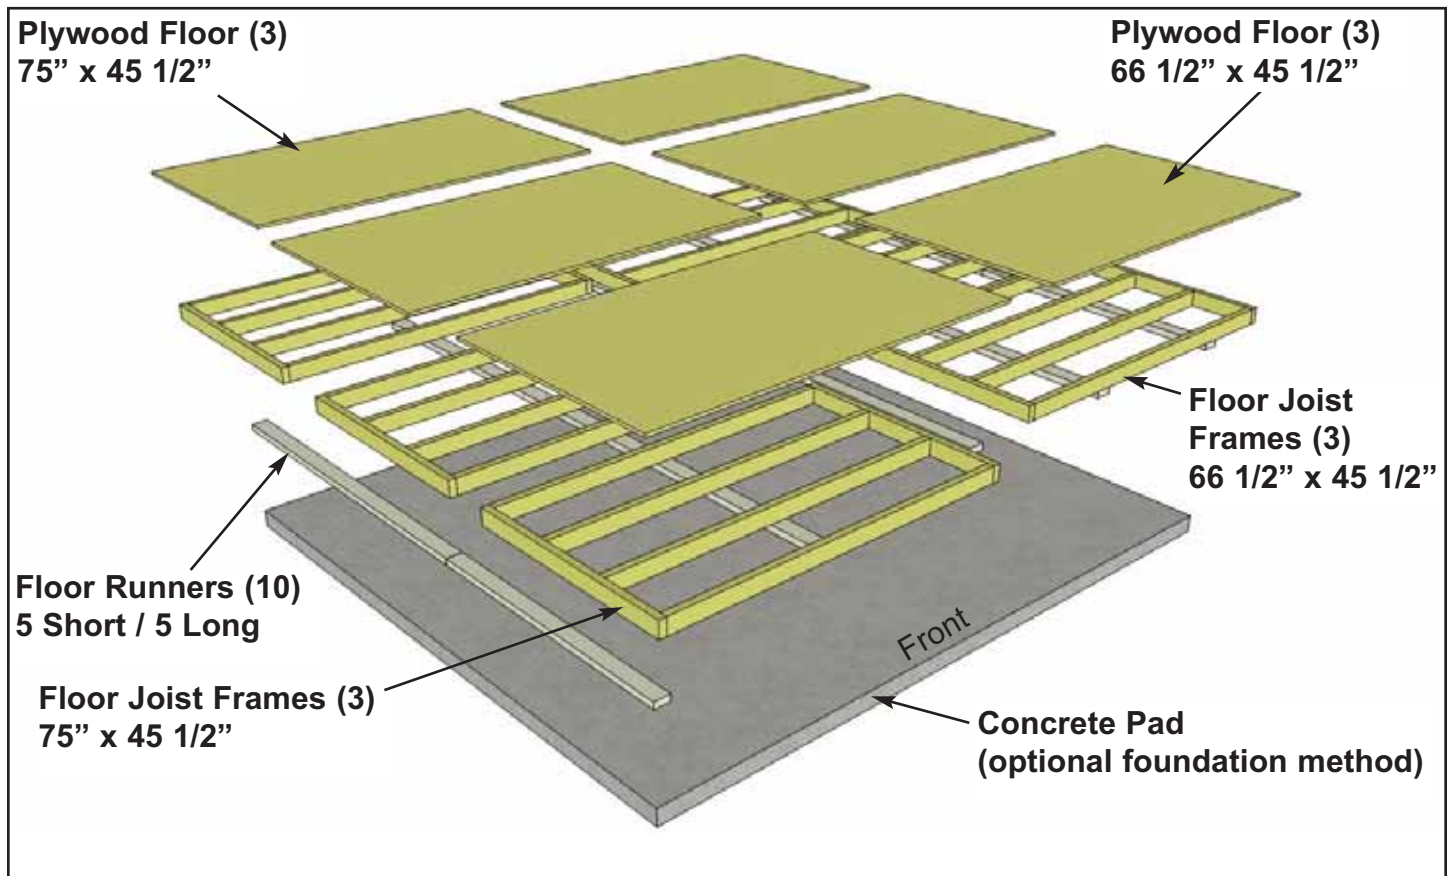 Plywood Floor (3)
75” x 45 1/2”
Plywood Floor (3)
66 1/2” x 45 1/2”
Floor Joist
Frames (3)
66 1/2” x 45 1/2”
Floor Runners (10)
5 Short / 5 Long
Front
Floor Joist Frames (3)
75” x 45 1/2”
Concrete Pad
(optional foundation method)